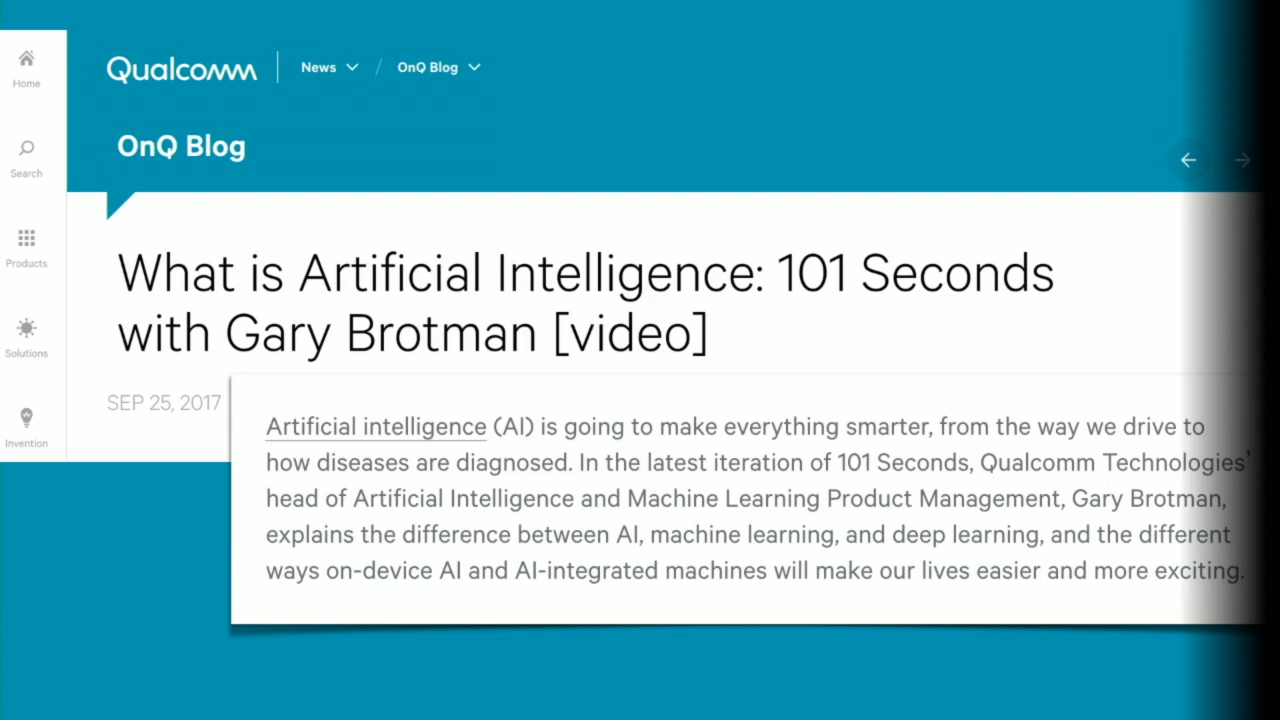 Home
Search
Products
Solutions
Invention
Qualcomm
News / OnQ Blog
OnQ Blog
What is Artificial Intelligence: 101 Seconds
with Gary Brotman [video]
SEP 25, 2017
Artificial intelligence (AI) is going to make everything smarter, from the way we drive to
how diseases are diagnosed. In the latest iteration of 101 Seconds, Qualcomm Technologies’
head of Artificial Intelligence and Machine Learning Product Management, Gary Brotman,
explains the difference between AI, machine learning, and deep learning, and the different
ways on-device AI and AI-integrated machines will make our lives easier and more exciting.